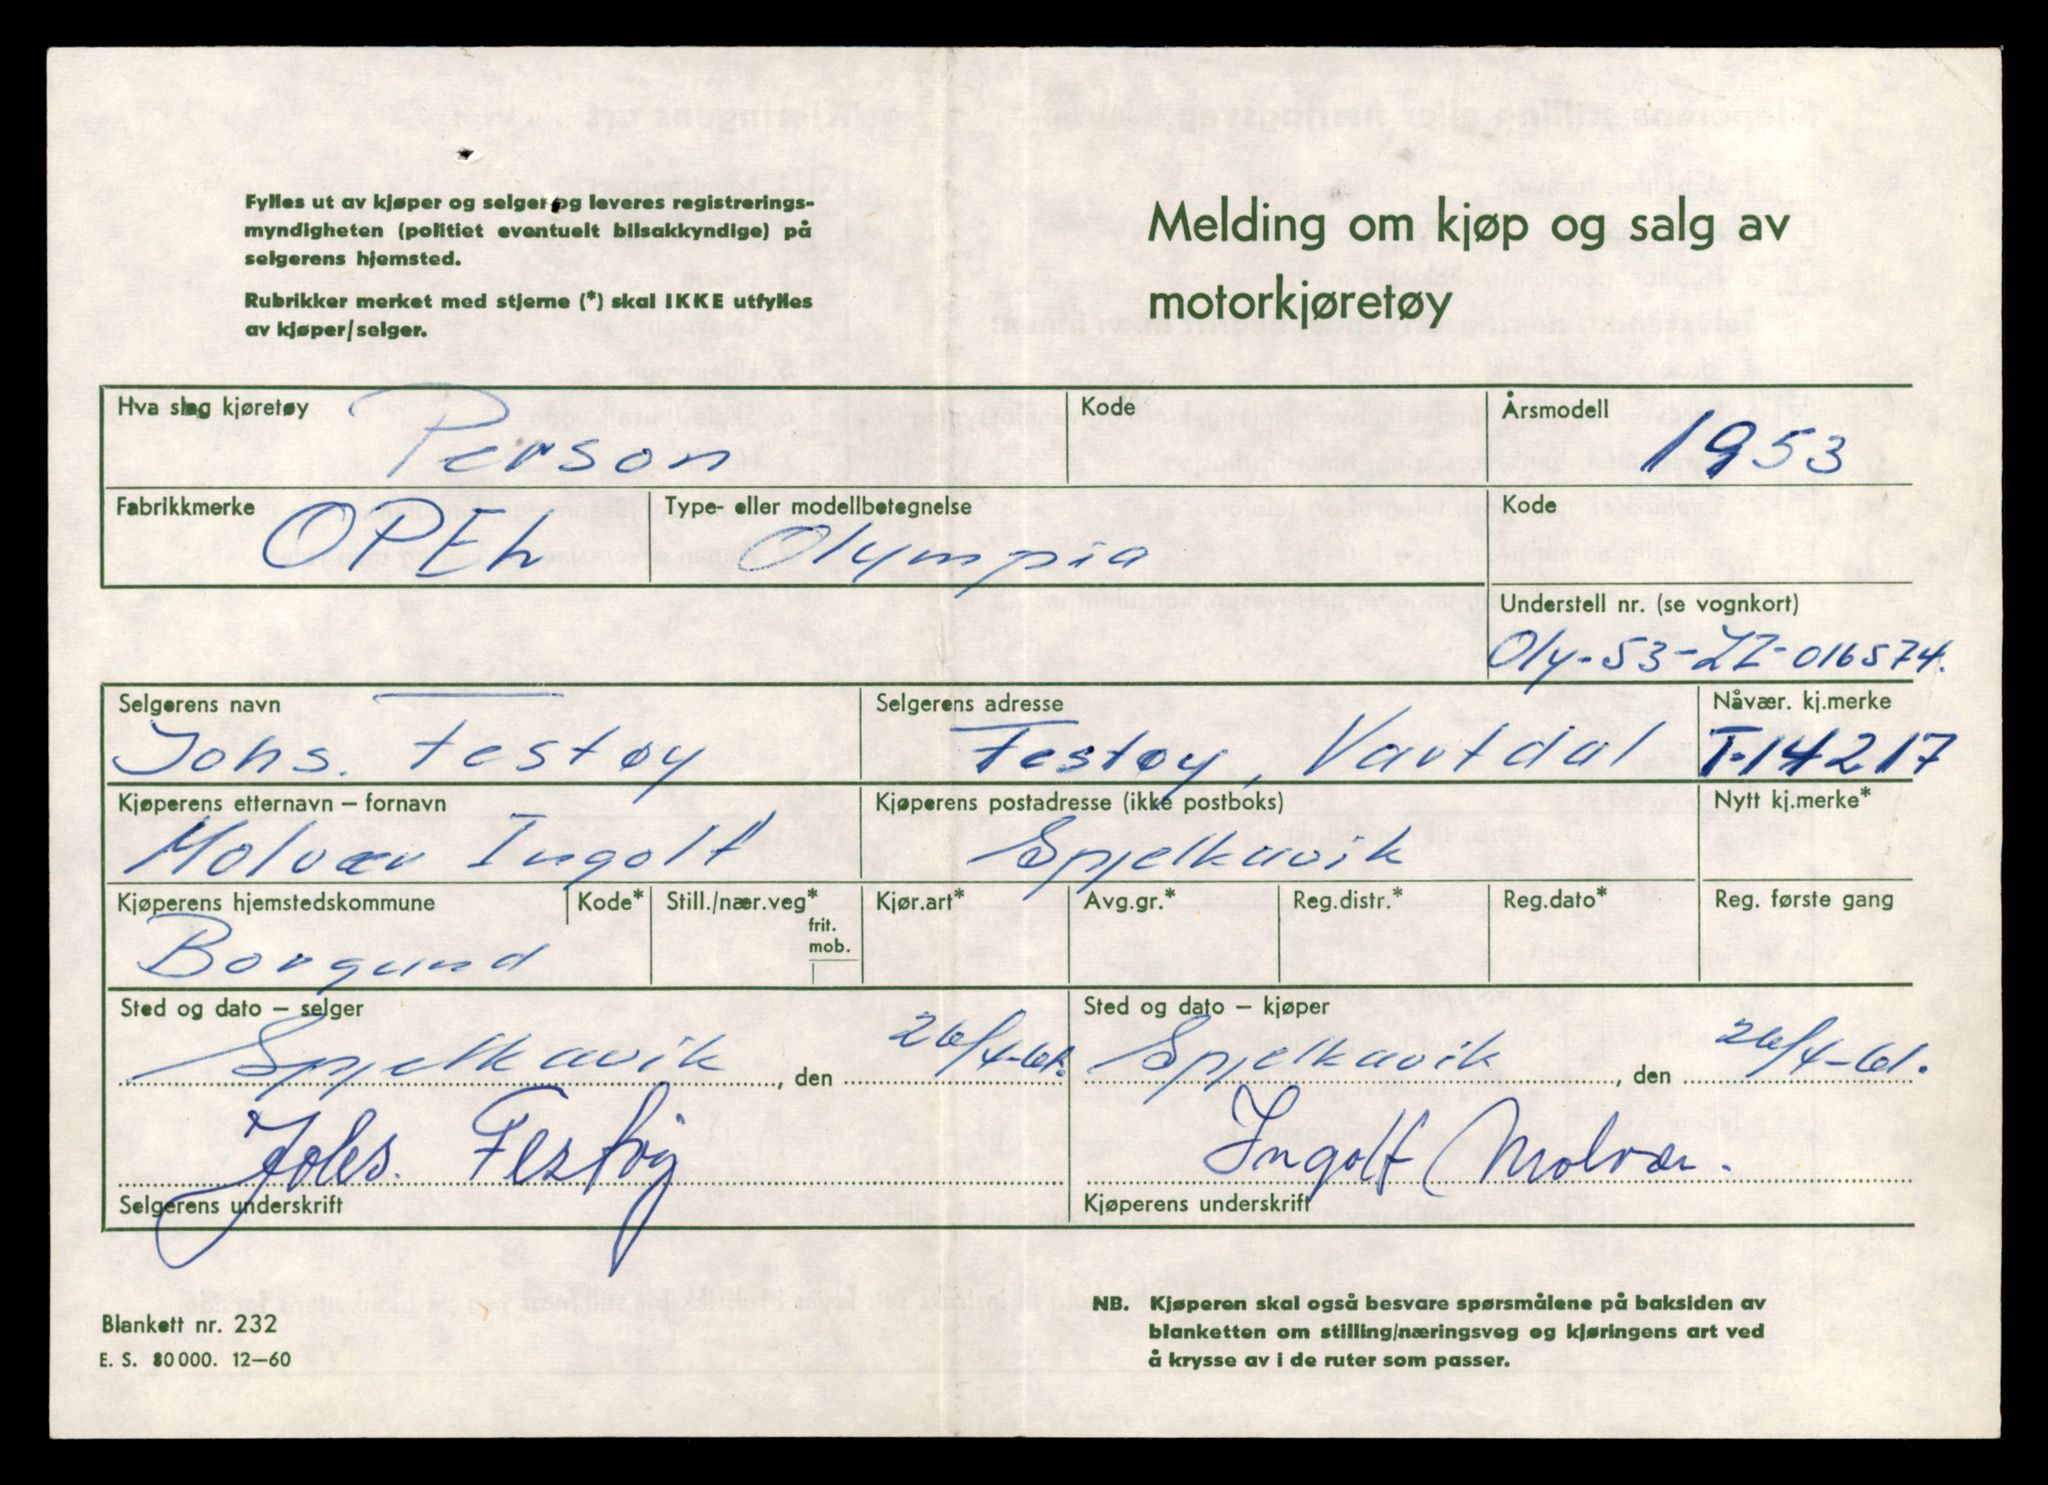 Fylles ut av kjøper og selger og leveres registrerings-
myndigheten (politiet eventuelt bilsakkyndige) på
selgerens hjemsted.
Rubrikker merket med stjerne (*) skal IKKE utfylles
av kjøper/selger.
Melding om kjøp og salg av
motorkjøretøy
Hva slag kjøretøy Person
Kode
Årsmodell 1953
Fabrikkmerke OPEL
Type- eller modellbetegnelse Olympia
Kode
Understell nr. (se vognkort)
Oly-53-ZZ-016574.
Selgerens navn
Johs. Festøy
Selgerens adresse
Festøy, Vartdal
Nåvær. kj.merke
T-14217
Kjøperens etternavn – fornavn
Molvær Ingolf
Kjøperens postadresse (ikke postboks)
Spjelkavik
Nytt kj.merke*
Kjøperens hjemstedskommune
Borgund
Kode*
Still./nær.veg*
frit.
mob.
Kjør.art*
Avg.gr.*
Reg.distr.*
Reg.dato*
Reg. første gang
Sted og dato – selger
Spjelkavik, den 26/4-61.
Johs. Festøy
Selgerens underskrift
Sted og dato – kjøper
Spjelkavik, den 26/4-61.
Ingolf Molvær.
Kjøperens underskrift
Blankett nr. 232
E. S. 80 000. 12–60
NB. Kjøperen skal også besvare spørsmålene på baksiden av
blanketten om stilling/næringsveg og kjøringens art ved
å krysse av i de ruter som passer.